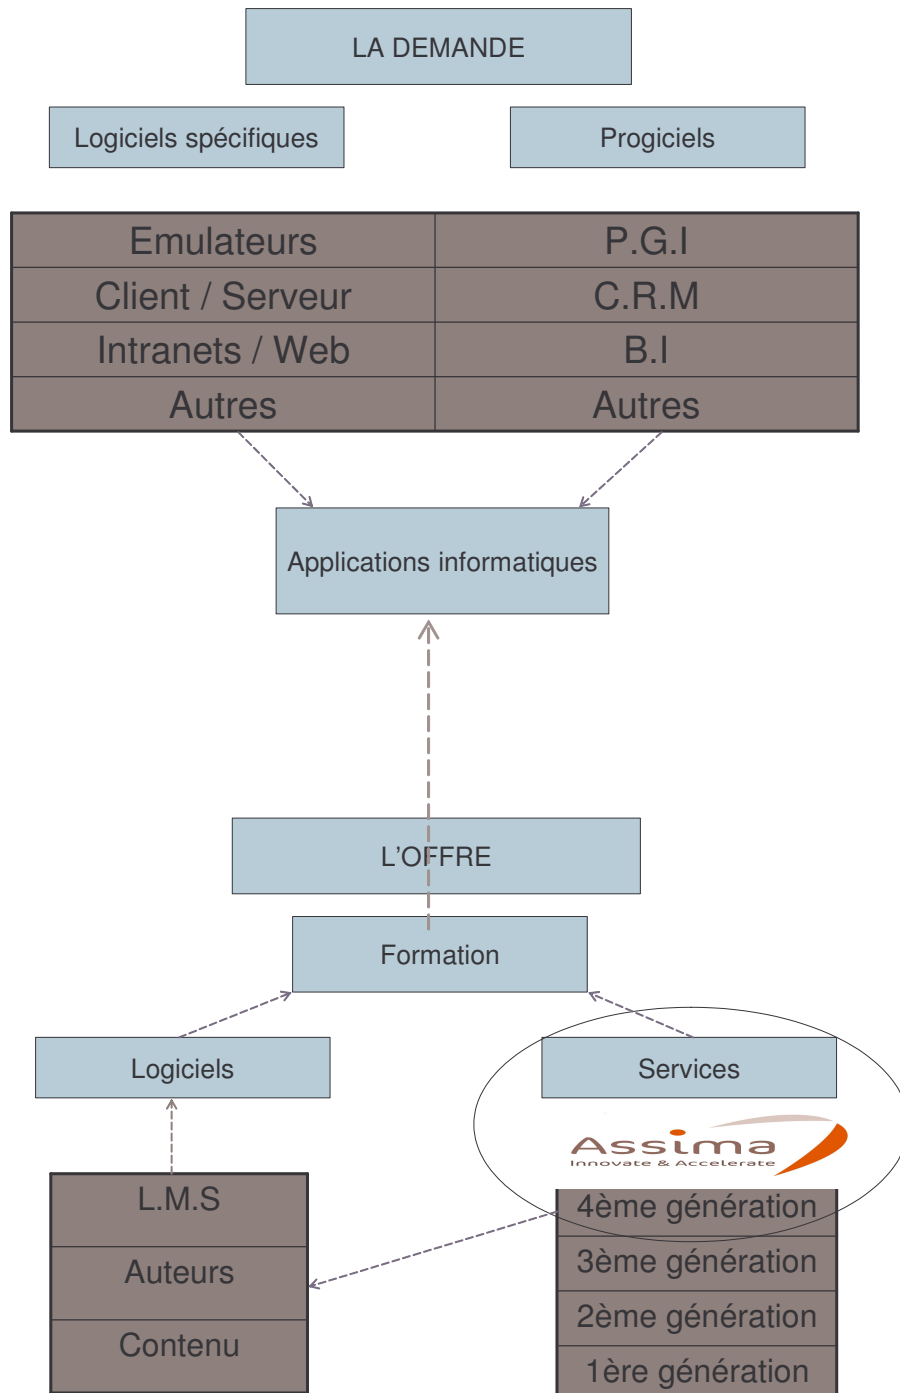 LA DEMANDE
Logiciels spécifiques
Progiciels
Emulateurs
P.G.I
Client / Serveur
C.R.M
Intranets / Web
B.I
Autres
Autres
Applications informatiques
L'OFFRE
Formation
Logiciels
Services
Assima
Innovate & Accelerate
L.M.S
4ème génération
Auteurs
3ème génération
2ème génération
Contenu
1ère génération